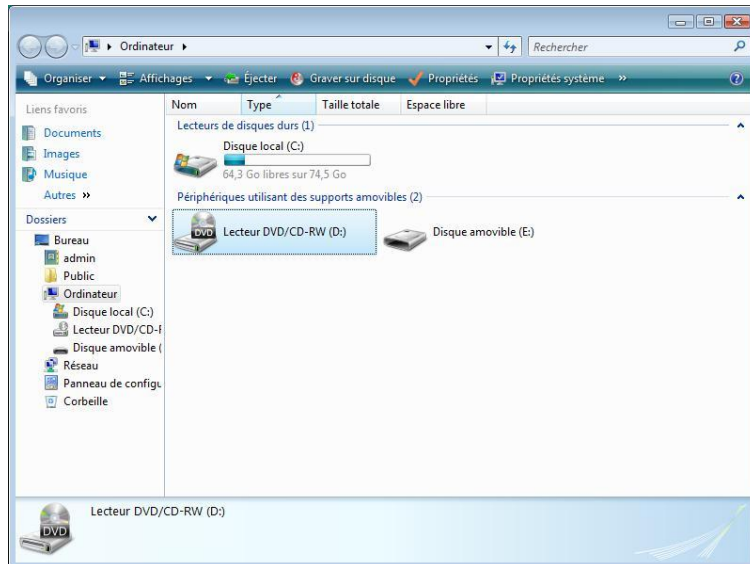 Ordinateur
Rechercher
Organiser Affichages Éjecter Graver sur disque Propriétés Propriétés système »
Liens favoris
Documents
Images
Musique
Autres »
Dossiers
Bureau
admin
Public
Ordinateur
Disque local (C:)
Lecteur DVD/CD-R
Disque amovible (
Réseau
Panneau de configu
Corbeille
Nom Type Taille totale Espace libre
Lecteurs de disques durs (1)
Disque local (C:)
64,3 Go libres sur 74,5 Go
Périphériques utilisant des supports amovibles (2)
DVD
Lecteur DVD/CD-RW (D:)
Disque amovible (E:)
DVD
Lecteur DVD/CD-RW (D:)